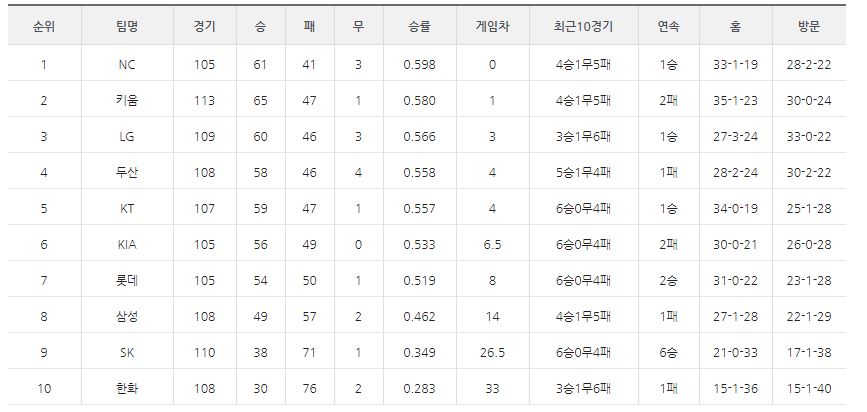 순위 팀명 경기 승 패 무 승률 게임차 최근10경기 연속 홈 방문
1 NC 105 61 41 3 0.598 0 4승1무5패 1승 33-1-19 28-2-22
2 키움 113 65 47 1 0.580 1 4승1무5패 2패 35-1-23 30-0-24
3 LG 109 60 46 3 0.566 3 3승1무6패 1승 27-3-24 33-0-22
4 두산 108 58 46 4 0.558 4 5승1무4패 1패 28-2-24 30-2-22
5 KT 107 59 47 1 0.557 4 6승0무4패 1승 34-0-19 25-1-28
6 KIA 105 56 49 0 0.533 6.5 6승0무4패 2패 30-0-21 26-0-28
7 롯데 105 54 50 1 0.519 8 6승0무4패 2승 31-0-22 23-1-28
8 삼성 108 49 57 2 0.462 14 4승1무5패 1패 27-1-28 22-1-29
9 SK 110 38 71 1 0.349 26.5 6승0무4패 6승 21-0-33 17-1-38
10 한화 108 30 76 2 0.283 33 3승1무6패 1패 15-1-36 15-1-40